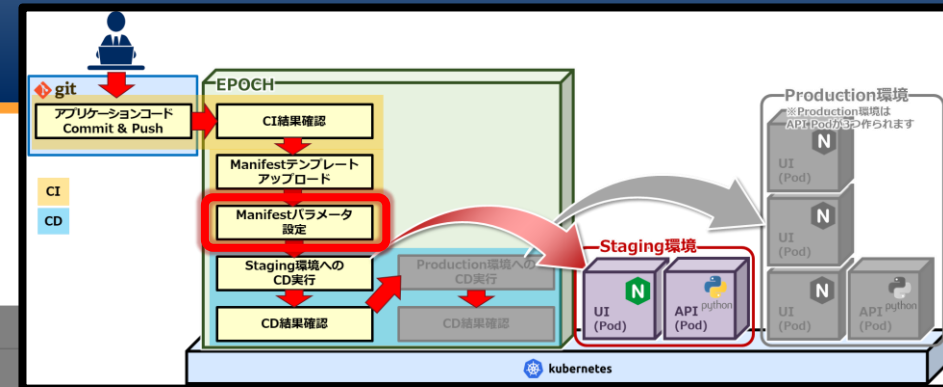 git
アプリケーションコード
Commit & Push
CI
CD
EPOCH
CI結果確認
Manifestテンプレート
アップロード
Manifestパラメータ
設定
Staging環境への
CD実行
CD結果確認
Production環境への
CD実行
CD結果確認
Staging環境
N
UI
(Pod)
python
API
(Pod)
Production環境
※Production環境は
API Podが3つ作られます
N
UI
(Pod)
N
UI
(Pod)
N
UI
(Pod)
python
API
(Pod)
kubernetes